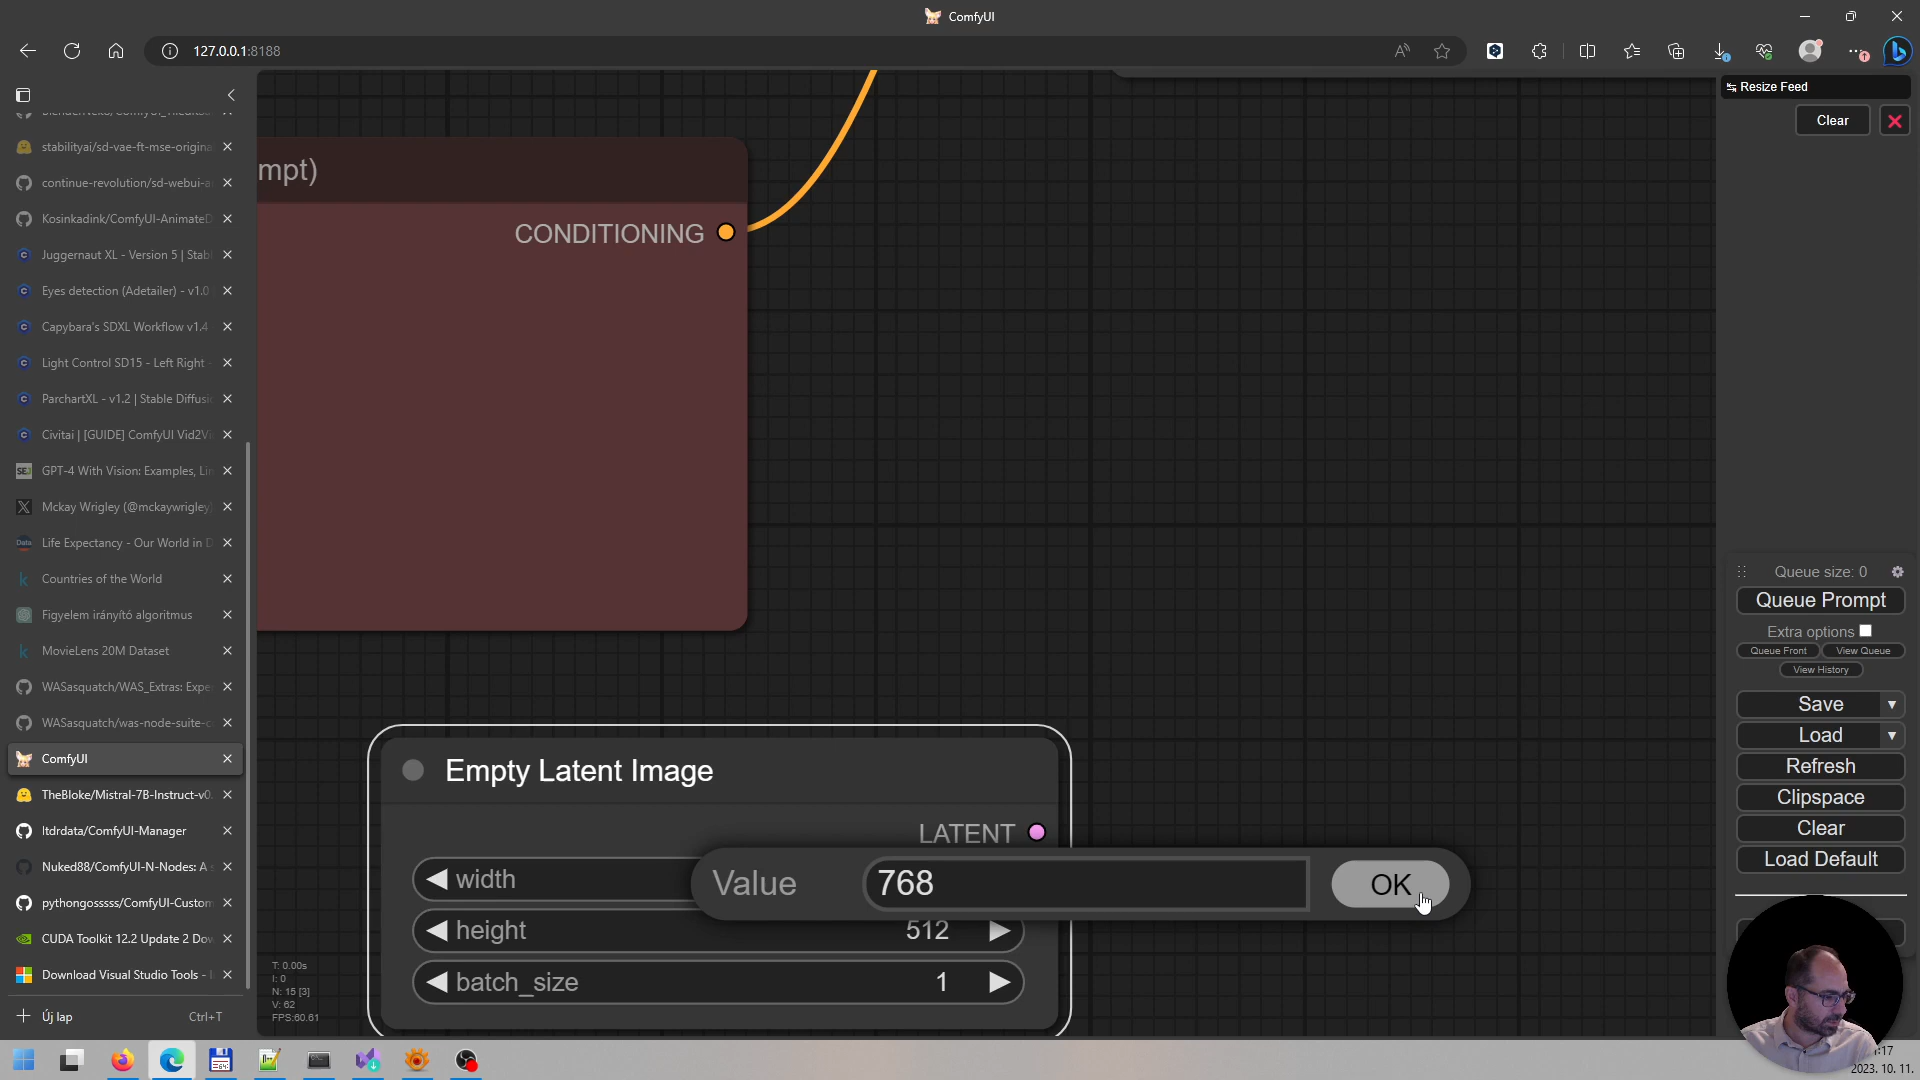 ComfyUI
127.0.0.1:8188
Resize Feed
Clear
stabilityai/sd-vae-ft-mse-origina
continue-revolution/sd-webui-a
Kosinkadink/ComfyUI-AnimateD
Juggernaut XL - Version 5 | Stab
Eyes detection (Adetailer) - v1.0
Capybara's SDXL Workflow v1.4
Light Control SD15 - Left Right -
ParchartXL - v1.2 | Stable Diffusi
Civitai | [GUIDE] ComfyUI Vid2Vi
GPT-4 With Vision: Examples, Li
Mckay Wrigley (@mckaywrigley)
Life Expectancy - Our World in D
Countries of the World
Figyelem irányító algoritmus
MovieLens 20M Dataset
WASasquatch/WAS_Extras: Expe
WASasquatch/was-node-suite-c
ComfyUI
TheBloke/Mistral-7B-Instruct-v0.
ltdrdata/ComfyUI-Manager
Nuked88/ComfyUI-N-Nodes: A s
pythongosssss/ComfyUI-Custom
CUDA Toolkit 12.2 Update 2 Dow
Download Visual Studio Tools - I
Új lap
Ctrl+T
mpt)
CONDITIONING
Empty Latent Image
LATENT
width
Value
768
OK
height
512
batch_size
1
T: 0.00s
I: 0
N: 15 [3]
V: 62
FPS:60.61
Queue size: 0
Queue Prompt
Extra options
Queue Front
View Queue
View History
Save
Load
Refresh
Clipspace
Clear
Load Default
:17
2023. 10. 11.